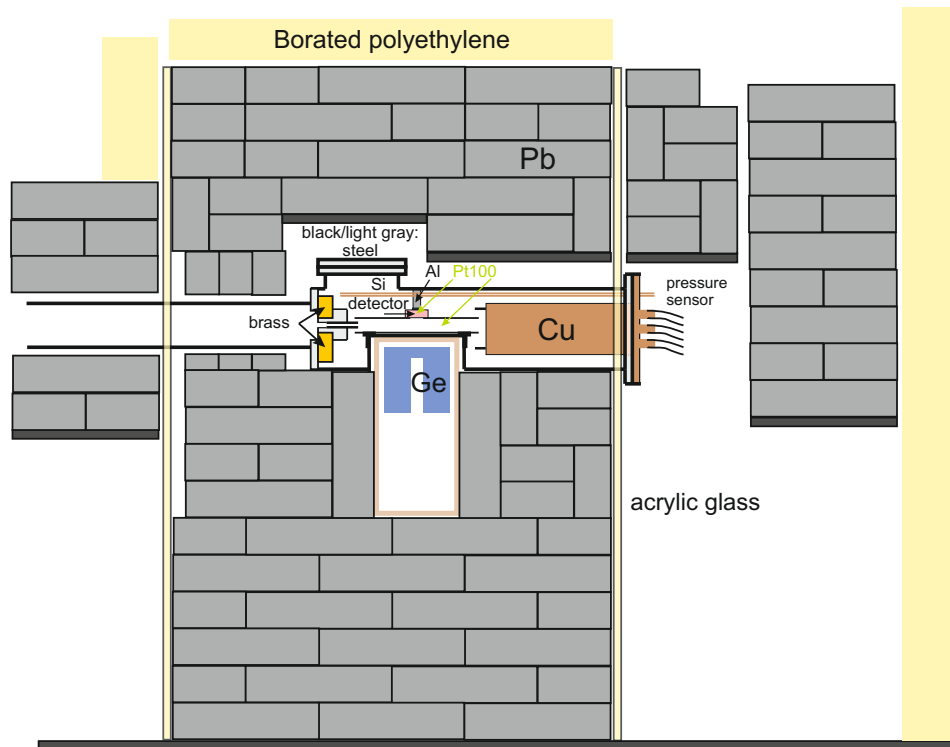 Borated polyethylene
Pb
black/light gray:
steel
Al
Pt100
Si
detector
pressure
sensor
brass
Cu
Ge
acrylic glass